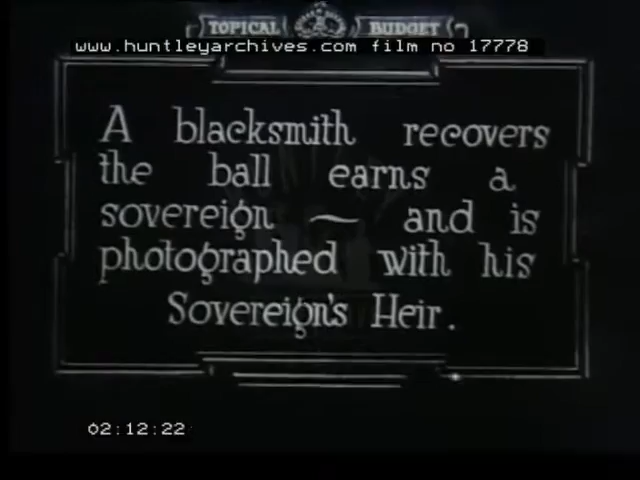 TOPICAL BUDGET
www.huntleyarchives.com film no 17778
A blacksmith recovers
the ball earns a
sovereign ~ and is
photographed with his
Sovereign's Heir.
02:12:22